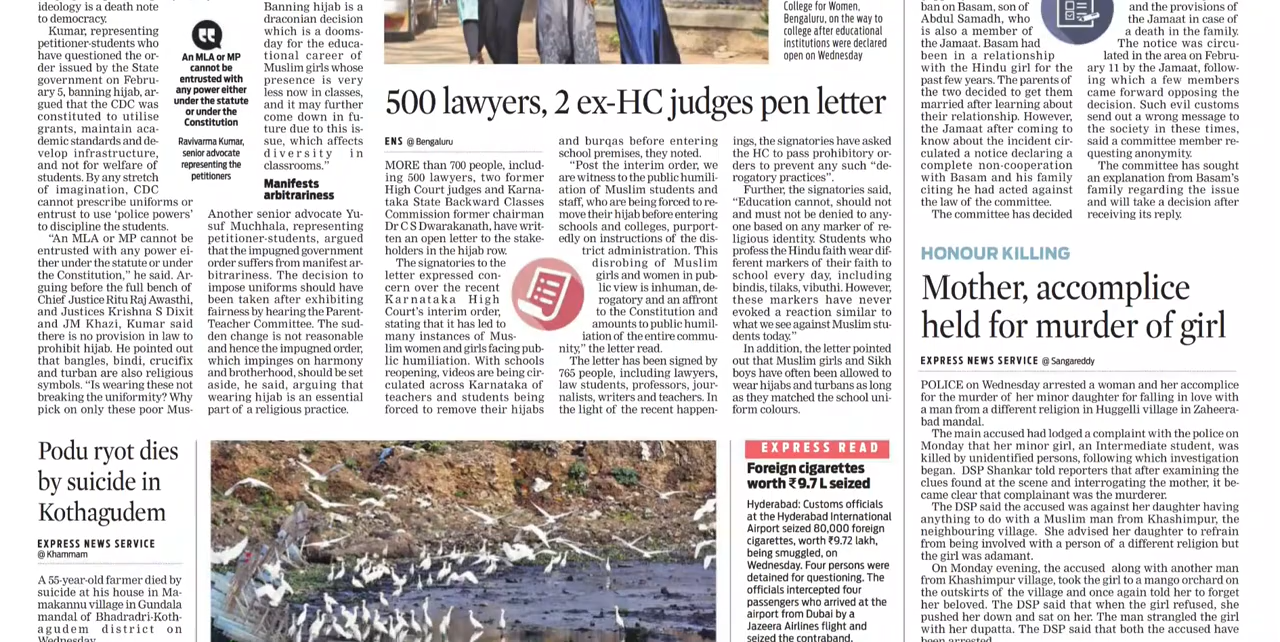 ideology is a death note
to democracy.
Kumar, representing
petitioner-students who
have questioned the or-
der issued by the State
government on Febru-
ary 5, banning hijab, ar-
gued that the CDC was
constituted to utilise
grants, maintain aca-
demic standards and de-
velop infrastructure,
and not for welfare of
students. By any stretch
of imagination, CDC
cannot prescribe uniforms or
entrust to use ‘police powers’
to discipline the students.
“An MLA or MP cannot be
entrusted with any power ei-
ther under the statute or under
the Constitution,” he said. Ar-
guing before the full bench of
Chief Justice Ritu Raj Awasthi,
and Justices Krishna S Dixit
and JM Khazi, Kumar said
there is no provision in law to
prohibit hijab. He pointed out
that bangles, bindi, crucifix
and turban are also religious
symbols. “Is wearing these not
breaking the uniformity? Why
pick on only these poor Mus-
An MLA or MP
cannot be
entrusted with
any power either
under the statute
or under the
Constitution
Ravivarma Kumar,
senior advocate
representing the
petitioners
Banning hijab is a
draconian decision
which is a dooms-
day for the educa-
tional career of
Muslim girls whose
presence is very
less now in classes,
and it may further
come down in fu-
ture due to this is-
sue, which affects
diversity in
classrooms.”
Manifests
arbitrariness
Another senior advocate Yu-
suf Muchhala, representing
petitioner-students, argued
that the impugned government
order suffers from manifest ar-
bitrariness. The decision to
impose uniforms should have
been taken after exhibiting
fairness by hearing the Parent-
Teacher Committee. The sud-
den change is not reasonable
and hence the impugned order,
which impinges on harmony
and brotherhood, should be set
aside, he said, arguing that
wearing hijab is an essential
part of a religious practice.
College for Women,
Bengaluru, on the way to
college after educational
institutions were declared
open on Wednesday
500 lawyers, 2 ex-HC judges pen letter
ENS @ Bengaluru
MORE than 700 people, includ-
ing 500 lawyers, two former
High Court judges and Karna-
taka State Backward Classes
Commission former chairman
Dr C S Dwarakanath, have writ-
ten an open letter to the stake-
holders in the hijab row.
The signatories to the
letter expressed con-
cern over the recent
Karnataka High
Court’s interim order,
stating that it has led to
many instances of Mus-
lim women and girls facing pub-
lic humiliation. With schools
reopening, videos are being cir-
culated across Karnataka of
teachers and students being
forced to remove their hijabs
and burqas before entering
school premises, they noted.
“Post the interim order, we
are witness to the public humili-
ation of Muslim students and
staff, who are being forced to re-
move their hijab before entering
schools and colleges, purport-
edly on instructions of the dis-
trict administration. This
disrobing of Muslim
girls and women in pub-
lic view is inhuman, de-
rogatory and an affront
to the Constitution and
amounts to public humil-
iation of the entire commu-
nity,” the letter read.
The letter has been signed by
765 people, including lawyers,
law students, professors, jour-
nalists, writers and teachers. In
the light of the recent happen-
ings, the signatories have asked
the HC to pass prohibitory or-
ders to prevent any such “de-
rogatory practices”.
Further, the signatories said,
“Education cannot, should not
and must not be denied to any-
one based on any marker of re-
ligious identity. Students who
profess the Hindu faith wear dif-
ferent markers of their faith to
school every day, including
bindis, tilaks, vibuthi. However,
these markers have never
evoked a reaction similar to
what we see against Muslim stu-
dents today.”
In addition, the letter pointed
out that Muslim girls and Sikh
boys have often been allowed to
wear hijabs and turbans as long
as they matched the school uni-
form colours.
ban on Basam, son of
Abdul Samadh, who
is also a member of
the Jamaat. Basam had
been in a relationship
with the Hindu girl for the
past few years. The parents of
the two decided to get them
married after learning about
their relationship. However,
the Jamaat after coming to
know about the incident cir-
culated a notice declaring a
complete non-cooperation
with Basam and his family
citing he had acted against
the law of the committee.
The committee has decided
and the provisions of
the Jamaat in case of
a death in the family.
The notice was circu-
lated in the area on Febru-
ary 11 by the Jamaat, follow-
ing which a few members
came forward opposing the
decision. Such evil customs
send out a wrong message to
the society in these times,
said a committee member re-
questing anonymity.
The committee has sought
an explanation from Basam’s
family regarding the issue
and will take a decision after
receiving its reply.
HONOUR KILLING
Mother, accomplice
held for murder of girl
EXPRESS NEWS SERVICE @ Sangareddy
POLICE on Wednesday arrested a woman and her accomplice
for the murder of her minor daughter for falling in love with
a man from a different religion in Huggelli village in Zaheera-
bad mandal.
The main accused had lodged a complaint with the police on
Monday that her minor girl, an Intermediate student, was
killed by unidentified persons, following which investigation
began. DSP Shankar told reporters that after examining the
clues found at the scene and interrogating the mother, it be-
came clear that complainant was the murderer.
The DSP said the accused was against her daughter having
anything to do with a Muslim man from Khashimpur, the
neighbouring village. She advised her daughter to refrain
from being involved with a person of a different religion but
the girl was adamant.
On Monday evening, the accused along with another man
from Khashimpur village, took the girl to a mango orchard on
the outskirts of the village and once again told her to forget
her beloved. The DSP said that when the girl refused, she
pushed her down and sat on her. The man strangled the girl
with her dupatta. The DSP said that both the accused have
been arrested.
Podu ryot dies
by suicide in
Kothagudem
EXPRESS NEWS SERVICE
@ Khammam
A 55-year-old farmer died by
suicide at his house in Ma-
makannu village in Gundala
mandal of Bhadradri-Koth-
agudem district on
Wednesday
EXPRESS READ
Foreign cigarettes
worth ₹9.7 L seized
Hyderabad: Customs officials
at the Hyderabad International
Airport seized 80,000 foreign
cigarettes, worth ₹9.72 lakh,
being smuggled, on
Wednesday. Four persons were
detained for questioning. The
officials intercepted four
passengers who arrived at the
airport from Dubai by a
Jazeera Airlines flight and
seized the contraband.